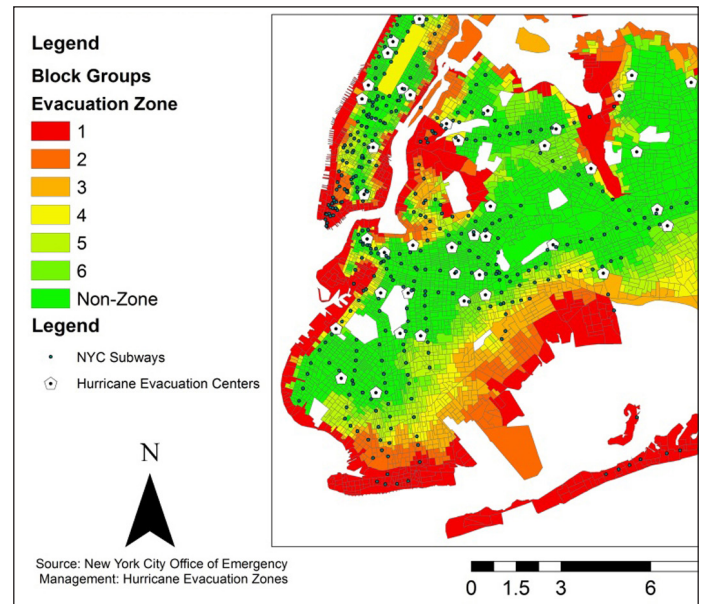 Legend
Block Groups
Evacuation Zone
1
2
3
4
5
6
Non-Zone
Legend
NYC Subways
Hurricane Evacuation Centers
N
Source: New York City Office of Emergency
Management: Hurricane Evacuation Zones
0 1.5 3 6